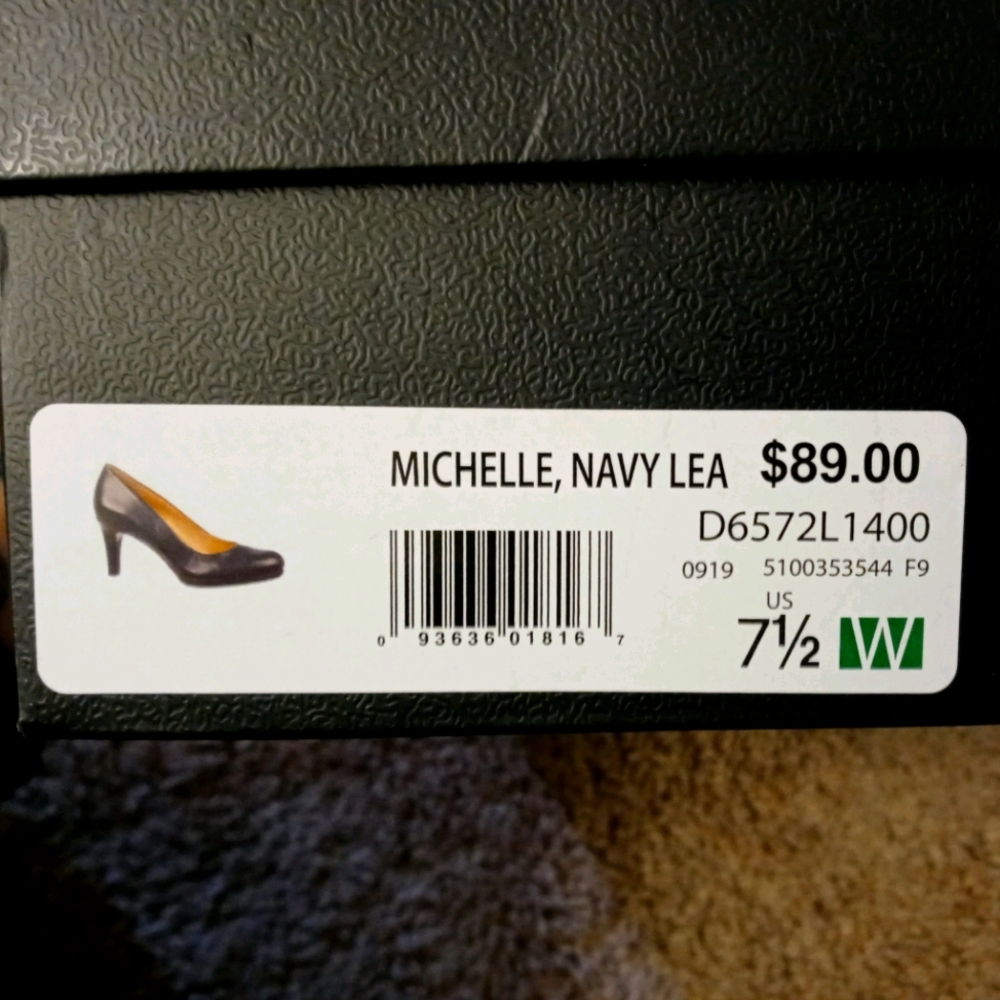 MICHELLE, NAVY LEA $89.00
D6572L1400
0919 5100353544 F9
US
7½ W
0 93636 01816 7